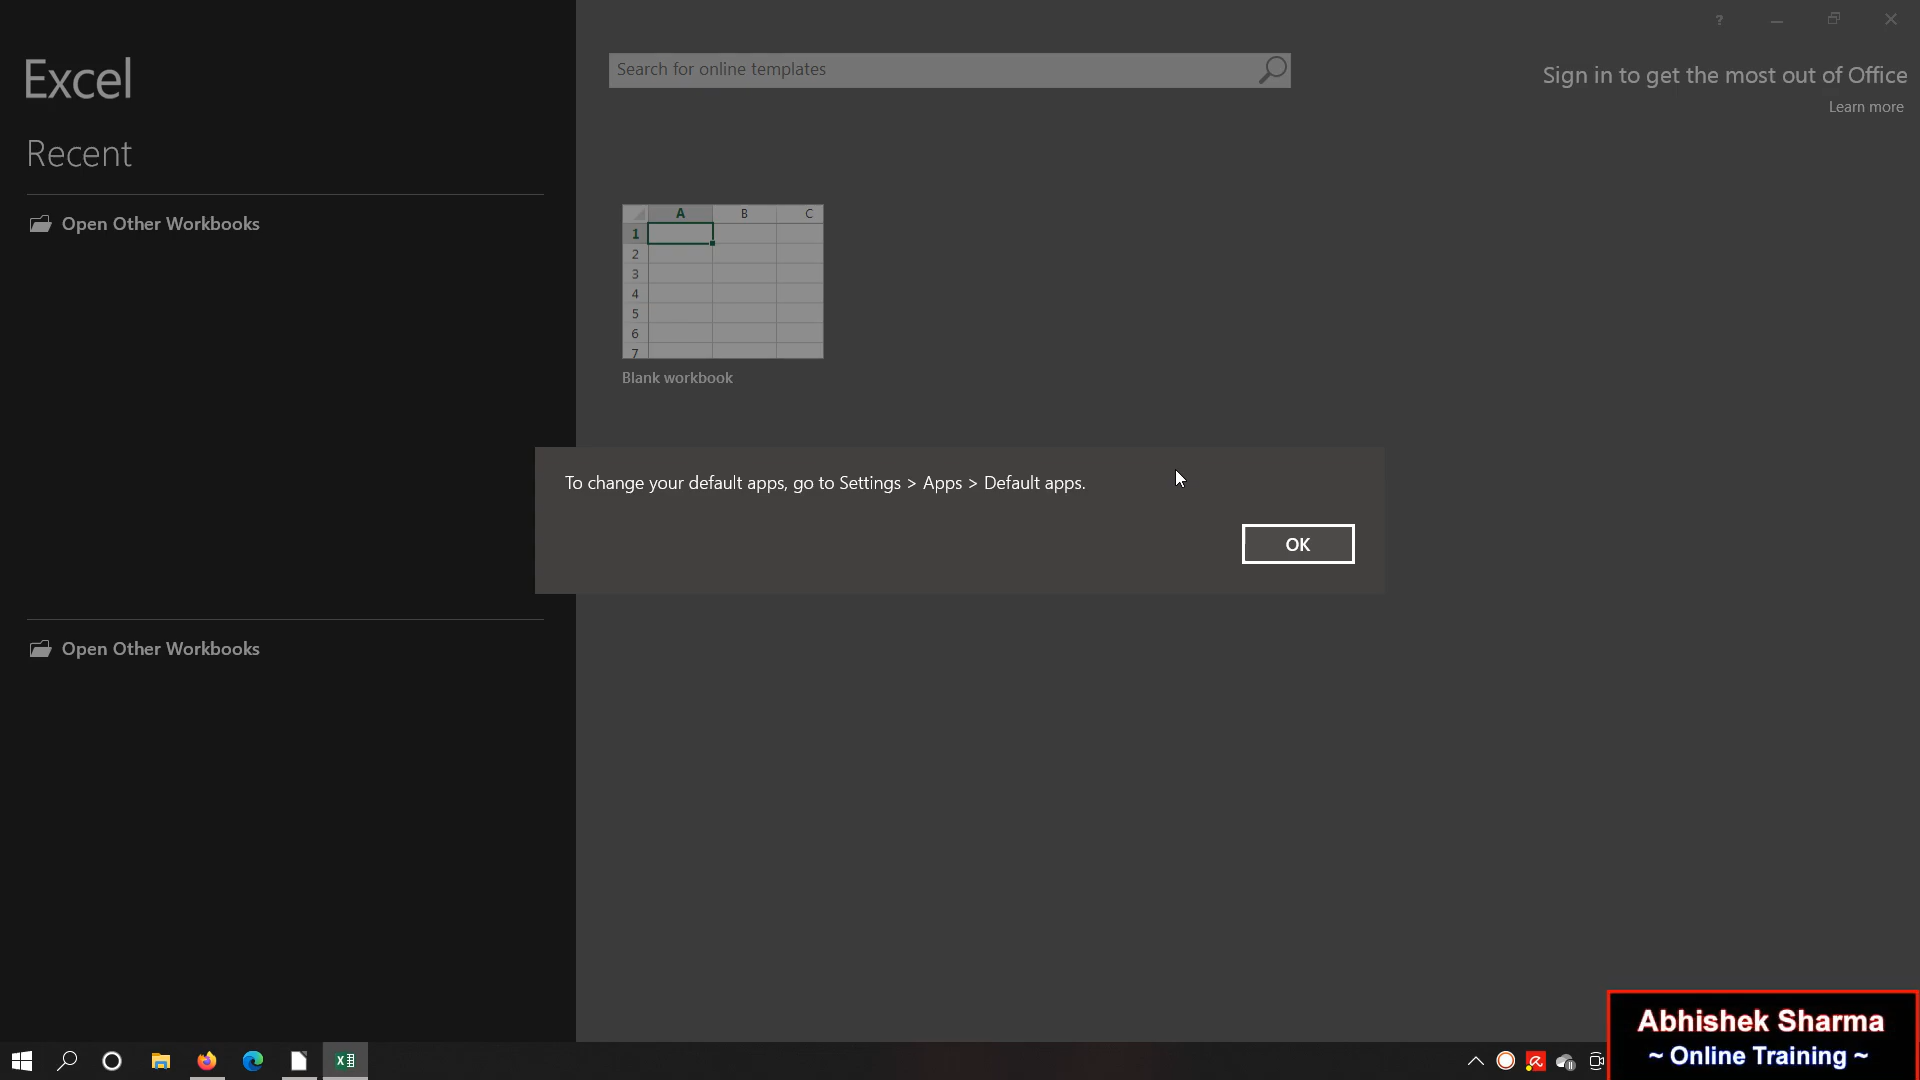 ?
Excel
Search for online templates
Sign in to get the most out of Office
Learn more
Recent
Open Other Workbooks
A B C
1
2
3
4
5
6
7
Blank workbook
To change your default apps, go to Settings > Apps > Default apps.
OK
Open Other Workbooks
Abhishek Sharma
~ Online Training ~